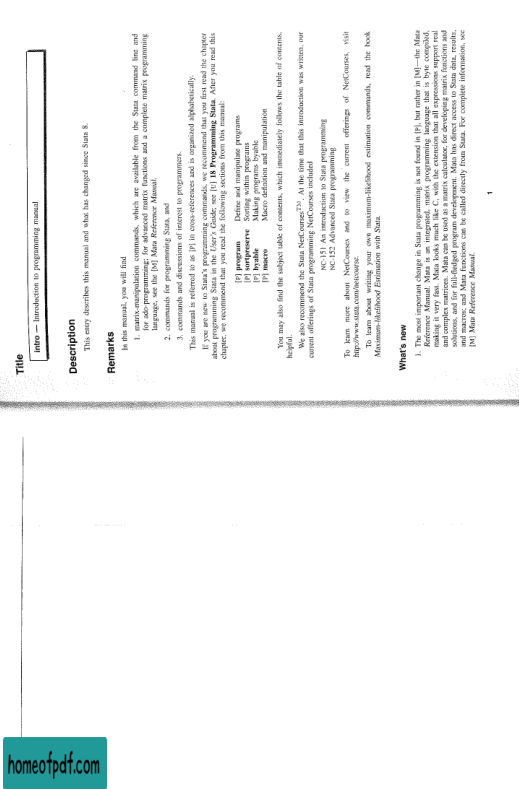 Title
intro — Introduction to programming manual
Description
This entry describes this manual and what has changed since Stata 8.
Remarks
In this manual, you will find
1. matrix-manipulation commands, which are available from the Stata command line and
for ado-programming; for advanced matrix functions and a complete matrix programming
language, see the [M] Mata Reference Manual.
2. commands for programming Stata, and
3. commands and discussions of interest to programmers.
This manual is referred to as [P] in cross-references and is organized alphabetically.
If you are new to Stata's programming commands, we recommend that you first read the chapter
about programming Stata in the User's Guide; see [U] 18 Programming Stata. After you read this
chapter, we recommend that you read the following sections from this manual:
[P] program Define and manipulate programs
[P] sortpreserve Sorting within programs
[P] byable Making programs byable
[P] macro Macro definition and manipulation
You may also find the subject table of contents, which immediately follows the table of contents,
helpful.
We also recommend the Stata NetCourses™. At the time that this introduction was written, our
current offerings of Stata programming NetCourses included
NC-151 An introduction to Stata programming
NC-152 Advanced Stata programming
To learn more about NetCourses and to view the current offerings of NetCourses, visit
http://www.stata.com/netcourse.
To learn about writing your own maximum-likelihood estimation commands, read the book
Maximum-likelihood Estimation with Stata.
What's new
1. The most important change in Stata programming is not found in [P], but rather in [M]—the Mata
Reference Manual. Mata is an integrated, matrix programming language that is byte compiled,
making it very fast. Mata looks much like C, with the extension that all expressions support real
and complex matrices. Mata can be used as a matrix calculator, for developing matrix functions and
solutions, and for full-fledged program development. Mata has direct access to Stata data, results,
and macros; and Mata functions can be called directly from Stata. For complete information, see
[M] Mata Reference Manual.
1
homeofpdf.com